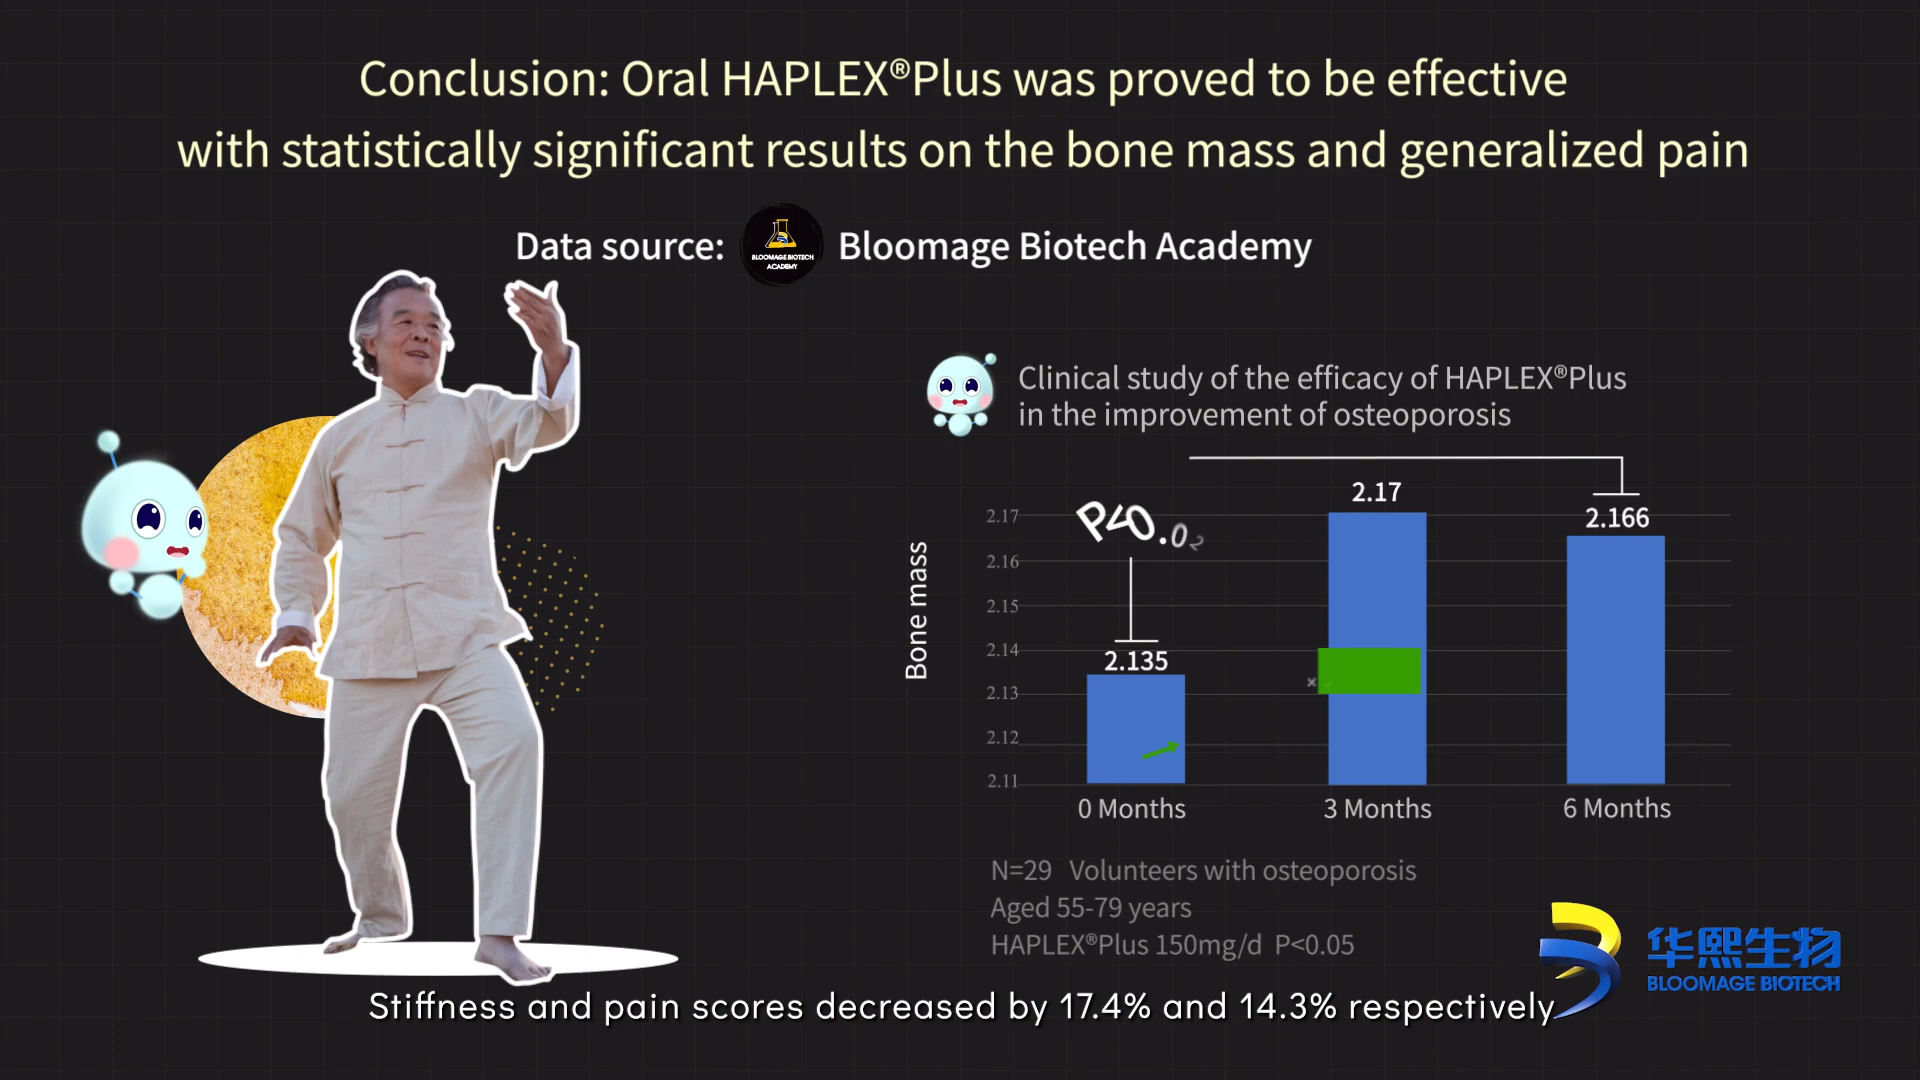 Conclusion: Oral HAPLEX®Plus was proved to be effective
with statistically significant results on the bone mass and generalized pain
Data source:
BLOOMAGE BIOTECH
ACADEMY
Bloomage Biotech Academy
Clinical study of the efficacy of HAPLEX®Plus
in the improvement of osteoporosis
Bone mass
2.17
2.16
2.15
2.14
2.13
2.12
2.11
P<0.02
2.135
2.17
2.166
0 Months
3 Months
6 Months
N=29 Volunteers with osteoporosis
Aged 55-79 years
HAPLEX®Plus 150mg/d P<0.05
华熙生物
BLOOMAGE BIOTECH
Stiffness and pain scores decreased by 17.4% and 14.3% respectively